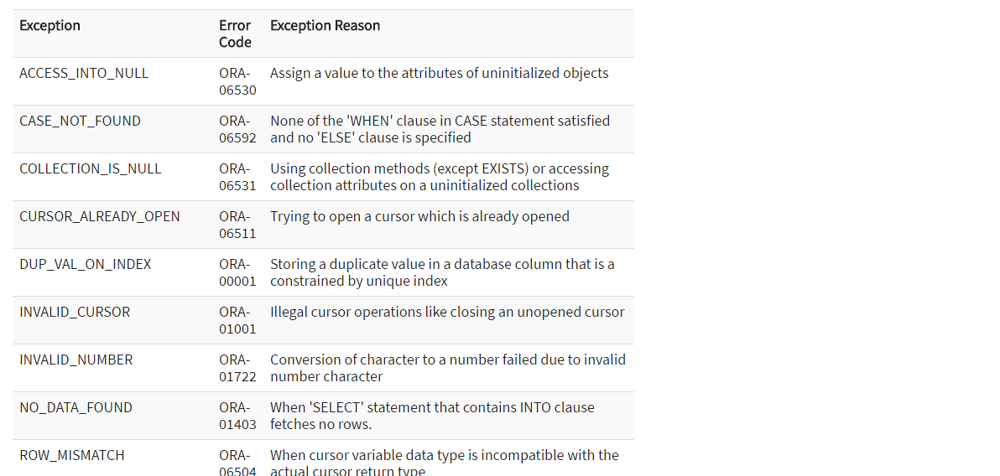 Exception Error Code Exception Reason
ACCESS_INTO_NULL ORA-06530 Assign a value to the attributes of uninitialized objects
CASE_NOT_FOUND ORA-06592 None of the 'WHEN' clause in CASE statement satisfied
and no 'ELSE' clause is specified
COLLECTION_IS_NULL ORA-06531 Using collection methods (except EXISTS) or accessing
collection attributes on a uninitialized collections
CURSOR_ALREADY_OPEN ORA-06511 Trying to open a cursor which is already opened
DUP_VAL_ON_INDEX ORA-00001 Storing a duplicate value in a database column that is a
constrained by unique index
INVALID_CURSOR ORA-01001 Illegal cursor operations like closing an unopened cursor
INVALID_NUMBER ORA-01722 Conversion of character to a number failed due to invalid
number character
NO_DATA_FOUND ORA-01403 When 'SELECT' statement that contains INTO clause
fetches no rows.
ROW_MISMATCH ORA-06504 When cursor variable data type is incompatible with the
actual cursor return type